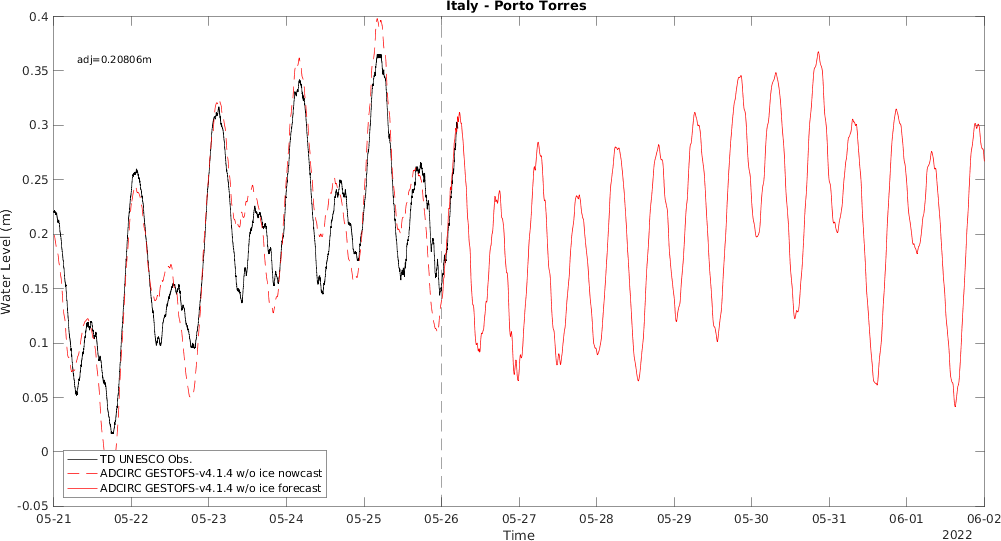 Italy - Porto Torres
adj=0.20806m
0.4
0.35
0.3
0.25
0.2
0.15
0.1
0.05
0
-0.05
Water Level (m)
TD UNESCO Obs.
ADCIRC GESTOFS-v4.1.4 w/o ice nowcast
ADCIRC GESTOFS-v4.1.4 w/o ice forecast
05-21 05-22 05-23 05-24 05-25 05-26 05-27 05-28 05-29 05-30 05-31 06-01 06-02
Time
2022